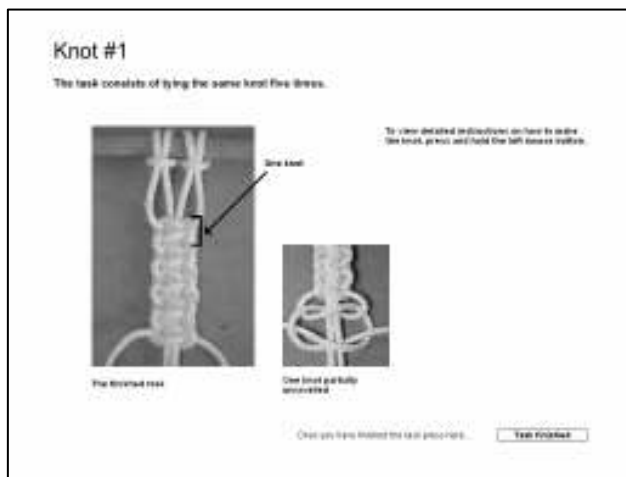 Knot #1
The task consists of tying the same knot five times.
To view detailed instructions on how to make
the knot, press and hold the left mouse button.
One knot
The finished task
One knot partially
unravelled
Once you have finished the task press here...
Task finished